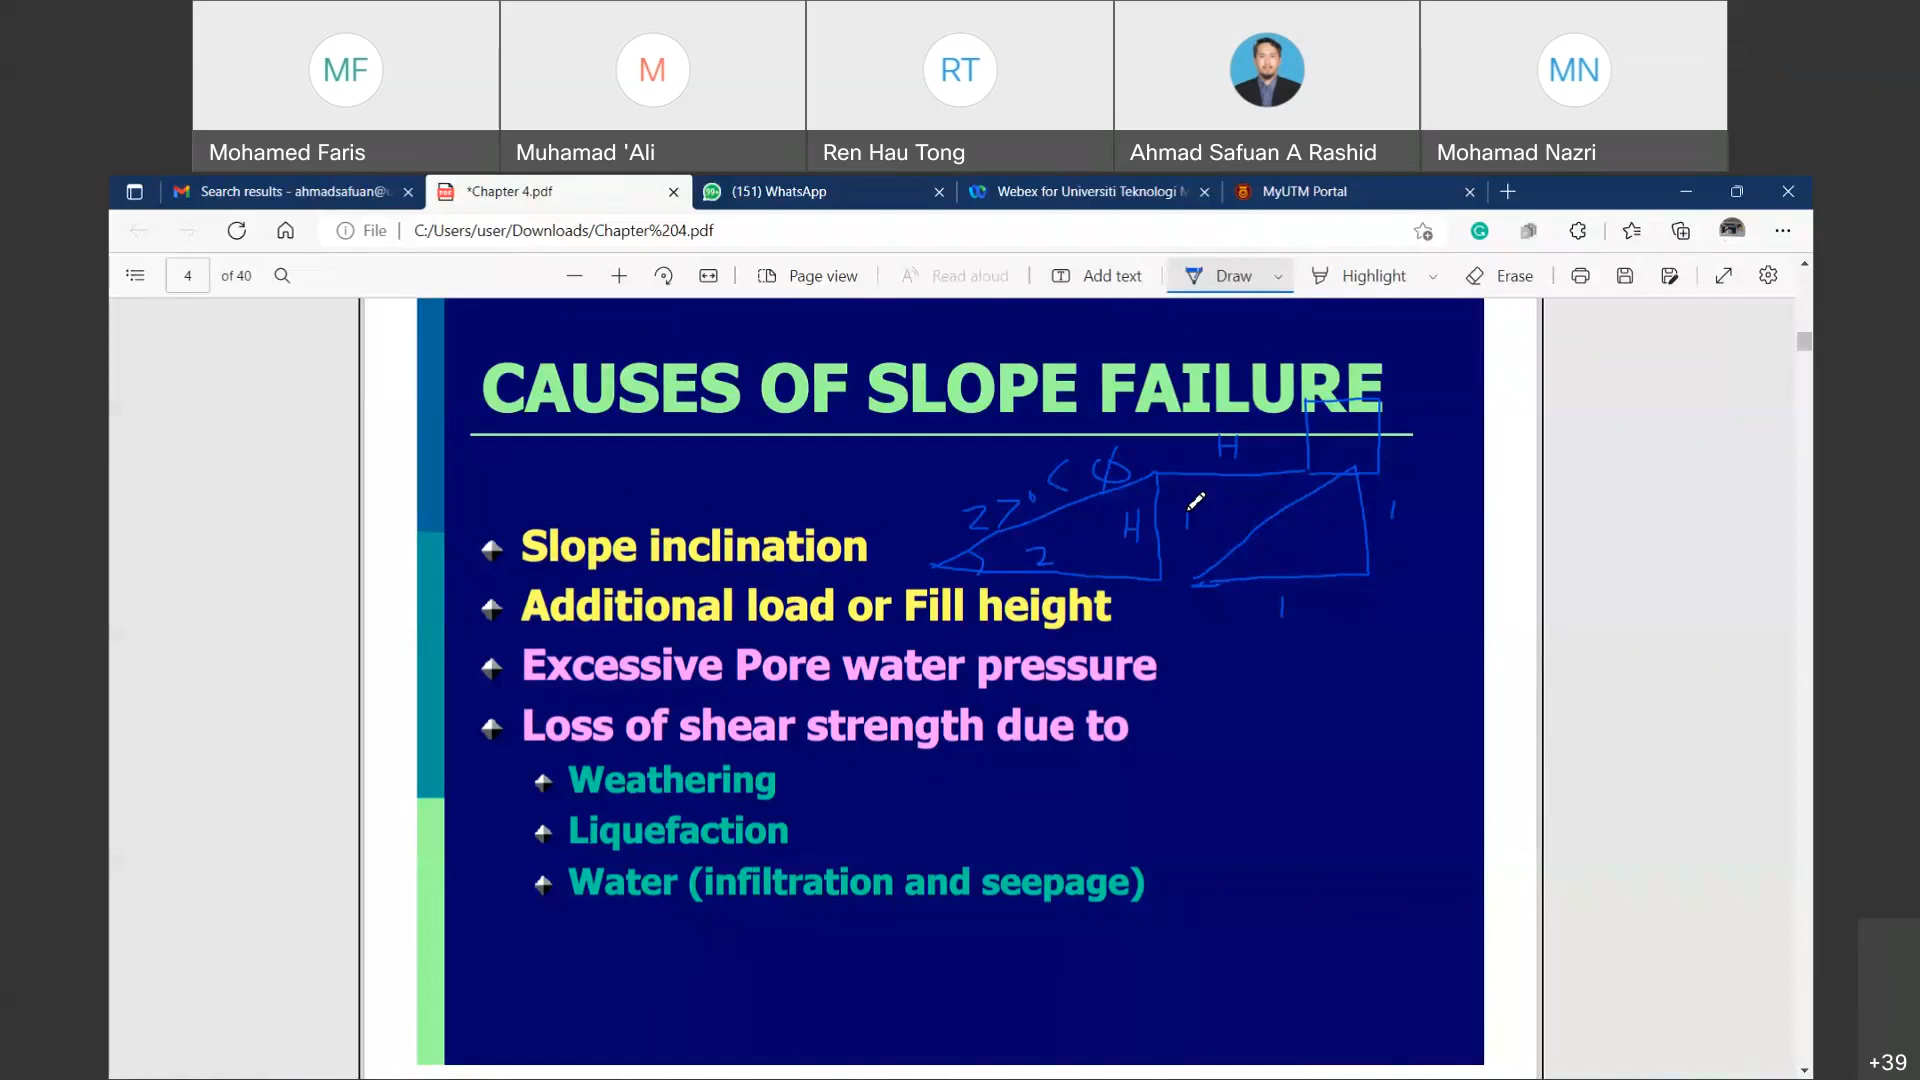 MF
M
RT
MN
Mohamed Faris
Muhamad 'Ali
Ren Hau Tong
Ahmad Safuan A Rashid
Mohamad Nazri
Search results - ahmadsafuan@
*Chapter 4.pdf
99+
(151) WhatsApp
Webex for Universiti Teknologi M
MyUTM Portal
File
C:/Users/user/Downloads/Chapter%204.pdf
4
of 40
Page view
Read aloud
Add text
Draw
Highlight
Erase
CAUSES OF SLOPE FAILURE
H
27° < ϕ
H
1
1
2
1
Slope inclination
Additional load or Fill height
Excessive Pore water pressure
Loss of shear strength due to
Weathering
Liquefaction
Water (infiltration and seepage)
+39